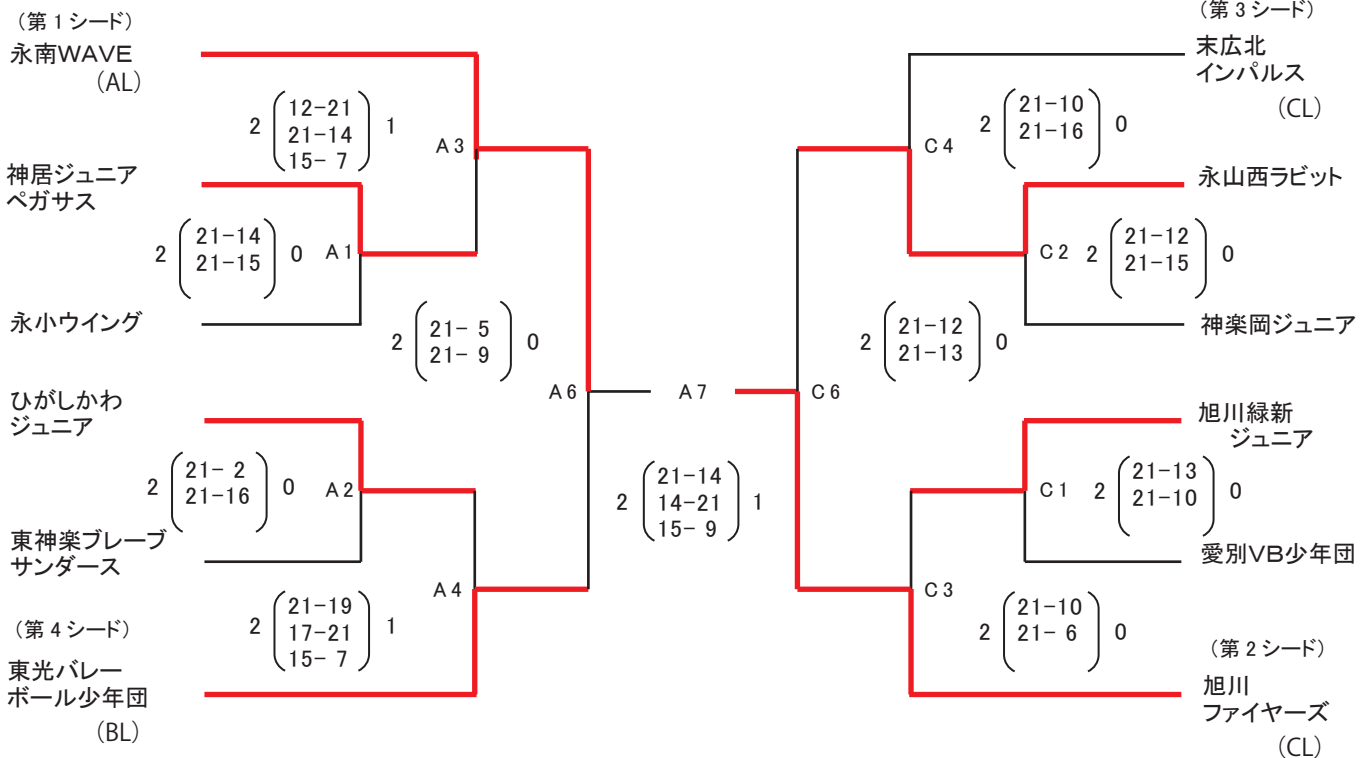 (第1シード)
永南WAVE
(AL)
2 12-21 1
21-14
15- 7
A3
神居ジュニア
ペガサス
2 21-14 0
21-15
A1
永小ウイング
2 21- 5 0
21- 9
A6
ひがしかわ
ジュニア
2 21- 2 0
21-16
A2
東神楽ブレーブ
サンダース
A4
2 21-19 1
17-21
15- 7
(第4シード)
東光バレー
ボール少年団
(BL)
A7
2 21-14 1
14-21
15- 9
(第3シード)
末広北
インパルス
(CL)
2 21-10 0
21-16
C4
永山西ラビット
C2 2 21-12 0
21-15
神楽岡ジュニア
2 21-12 0
21-13
C6
旭川緑新
ジュニア
C1 2 21-13 0
21-10
愛別VB少年団
C3
2 21-10 0
21- 6
(第2シード)
旭川
ファイヤーズ
(CL)